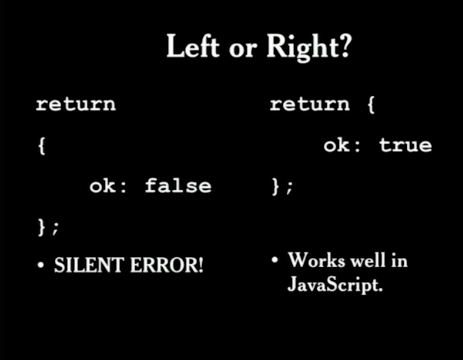 Left or Right?
return
{
    ok: false
};
• SILENT ERROR!
return {
    ok: true
};
• Works well in
JavaScript.